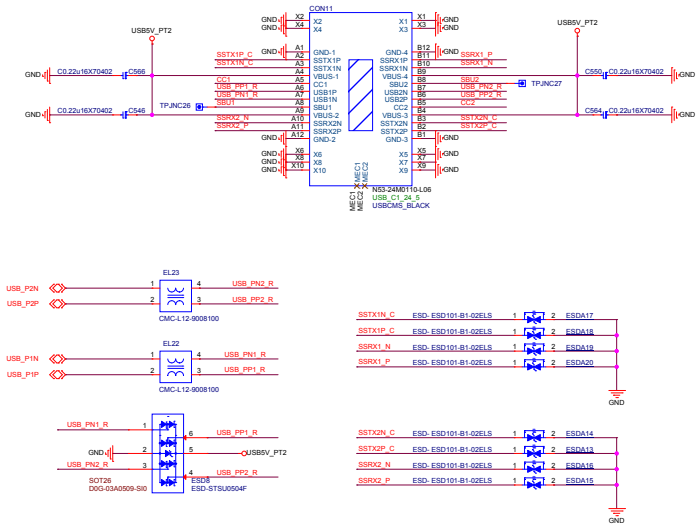 CON11
GND X2 X2 X1 X1 GND
GND X4 X4 X3 X3 GND
USB5V_PT2
USB5V_PT2
GND A1 GND-1 GND-4 B12 GND
SSTX1P_C A2 SSTX1P SSRX1P B11 SSRX1_P
SSTX1N_C A3 SSTX1N SSRX1N B10 SSRX1_N
GND C0.22u16X70402 C566 A4 VBUS-1 VBUS-4 B9 C550 C0.22u16X70402 GND
CC1 A5 CC1 SBU2 B8 SBU2 TPJNC27
USB_PP1_R A6 USB1P USB2N B7 USB_PN2_R
USB_PN1_R A7 USB1N USB2P B6 USB_PP2_R
TPJNC26 SBU1 A8 SBU1 CC2 B5 CC2
GND C0.22u16X70402 C546 A9 VBUS-2 VBUS-3 B4 C564 C0.22u16X70402 GND
SSRX2_N A10 SSRX2N SSTX2N B3 SSTX2N_C
SSRX2_P A11 SSRX2P SSTX2P B2 SSTX2P_C
GND A12 GND-2 GND-3 B1 GND
GND X6 X6 X5 X5 GND
GND X8 X8 X7 X7 GND
GND X10 X10 X9 X9 GND
MEC1
MEC2
MEC1
MEC2
N53-24M0110-L06
USB_C1_24_5
USBCMS_BLACK
EL23
USB_P2N 1 4 USB_PN2_R
USB_P2P 2 3 USB_PP2_R
CMC-L12-9008100
EL22
USB_P1N 1 4 USB_PN1_R
USB_P1P 2 3 USB_PP1_R
CMC-L12-9008100
USB_PN1_R 1
6 USB_PP1_R
GND 2 5 USB5V_PT2
USB_PN2_R 3
4 USB_PP2_R
SOT26 ESD8
D0G-03A0509-SI0 ESD-STSU0504F
SSTX1N_C ESD- ESD101-B1-02ELS 1 2 ESDA17
SSTX1P_C ESD- ESD101-B1-02ELS 1 2 ESDA18
SSRX1_N ESD- ESD101-B1-02ELS 1 2 ESDA19
SSRX1_P ESD- ESD101-B1-02ELS 1 2 ESDA20
GND
SSTX2N_C ESD- ESD101-B1-02ELS 1 2 ESDA14
SSTX2P_C ESD- ESD101-B1-02ELS 1 2 ESDA13
SSRX2_N ESD- ESD101-B1-02ELS 1 2 ESDA16
SSRX2_P ESD- ESD101-B1-02ELS 1 2 ESDA15
GND